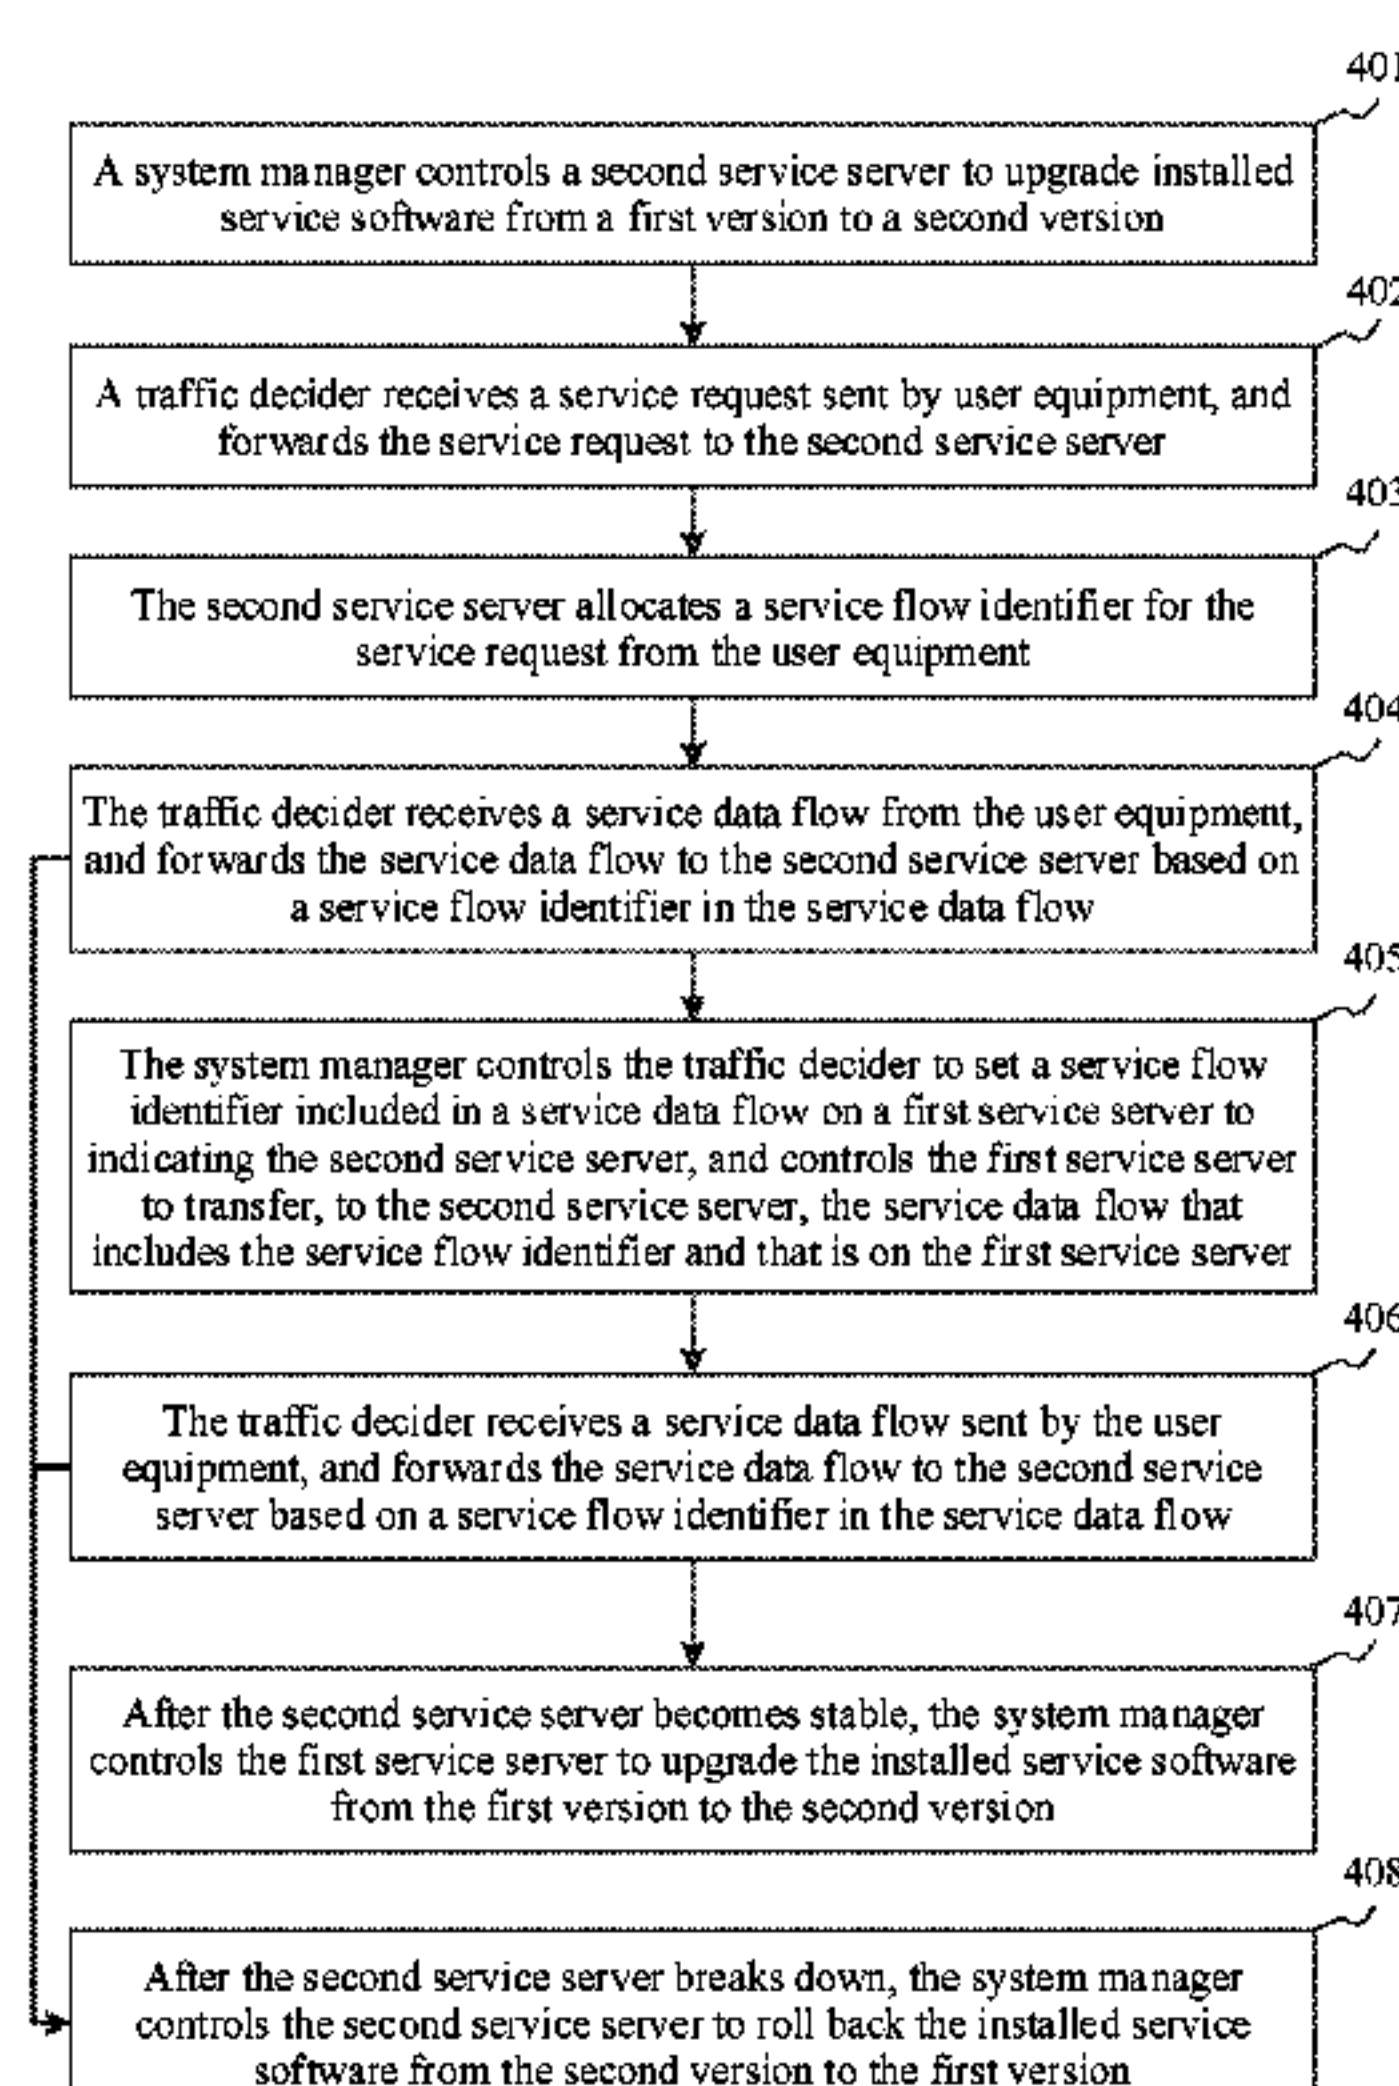 401
A system manager controls a second service server to upgrade installed
service software from a first version to a second version
402
A traffic decider receives a service request sent by user equipment, and
forwards the service request to the second service server
403
The second service server allocates a service flow identifier for the
service request from the user equipment
404
The traffic decider receives a service data flow from the user equipment,
and forwards the service data flow to the second service server based on
a service flow identifier in the service data flow
405
The system manager controls the traffic decider to set a service flow
identifier included in a service data flow on a first service server to
indicating the second service server, and controls the first service server
to transfer, to the second service server, the service data flow that
includes the service flow identifier and that is on the first service server
406
The traffic decider receives a service data flow sent by the user
equipment, and forwards the service data flow to the second service
server based on a service flow identifier in the service data flow
407
After the second service server becomes stable, the system manager
controls the first service server to upgrade the installed service software
from the first version to the second version
408
After the second service server breaks down, the system manager
controls the second service server to roll back the installed service
software from the second version to the first version